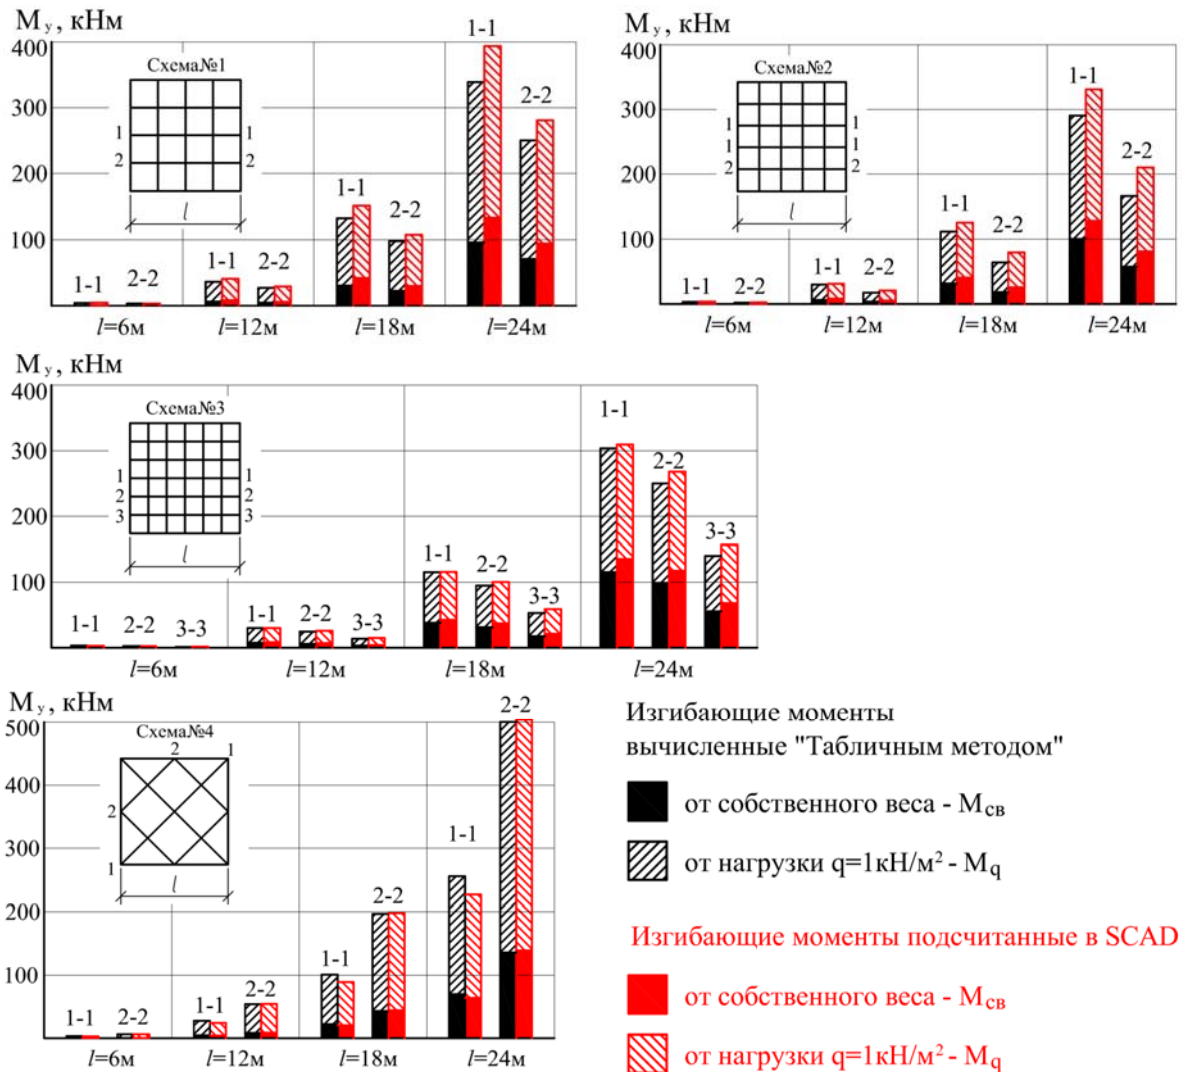 Mу, кНм
400
300
200
100
Схема№1
1
1
2
2
l
1-1
2-2
1-1
2-2
1-1
2-2
1-1
2-2
l=6м
l=12м
l=18м
l=24м
Mу, кНм
400
300
200
100
Схема№2
1
1
1
1
2
2
l
1-1
2-2
1-1
2-2
1-1
2-2
1-1
2-2
l=6м
l=12м
l=18м
l=24м
Mу, кНм
400
300
200
100
Схема№3
1
1
2
2
3
3
l
1-1
2-2
3-3
1-1
2-2
3-3
1-1
2-2
3-3
1-1
2-2
3-3
l=6м
l=12м
l=18м
l=24м
Mу, кНм
500
400
300
200
100
Схема№4
2
1
2
1
l
1-1
2-2
1-1
2-2
1-1
2-2
1-1
2-2
l=6м
l=12м
l=18м
l=24м
Изгибающие моменты
вычисленные "Табличным методом"
от собственного веса - Mсв
от нагрузки q=1кН/м² - Mq
Изгибающие моменты подсчитанные в SCAD
от собственного веса - Mсв
от нагрузки q=1кН/м² - Mq